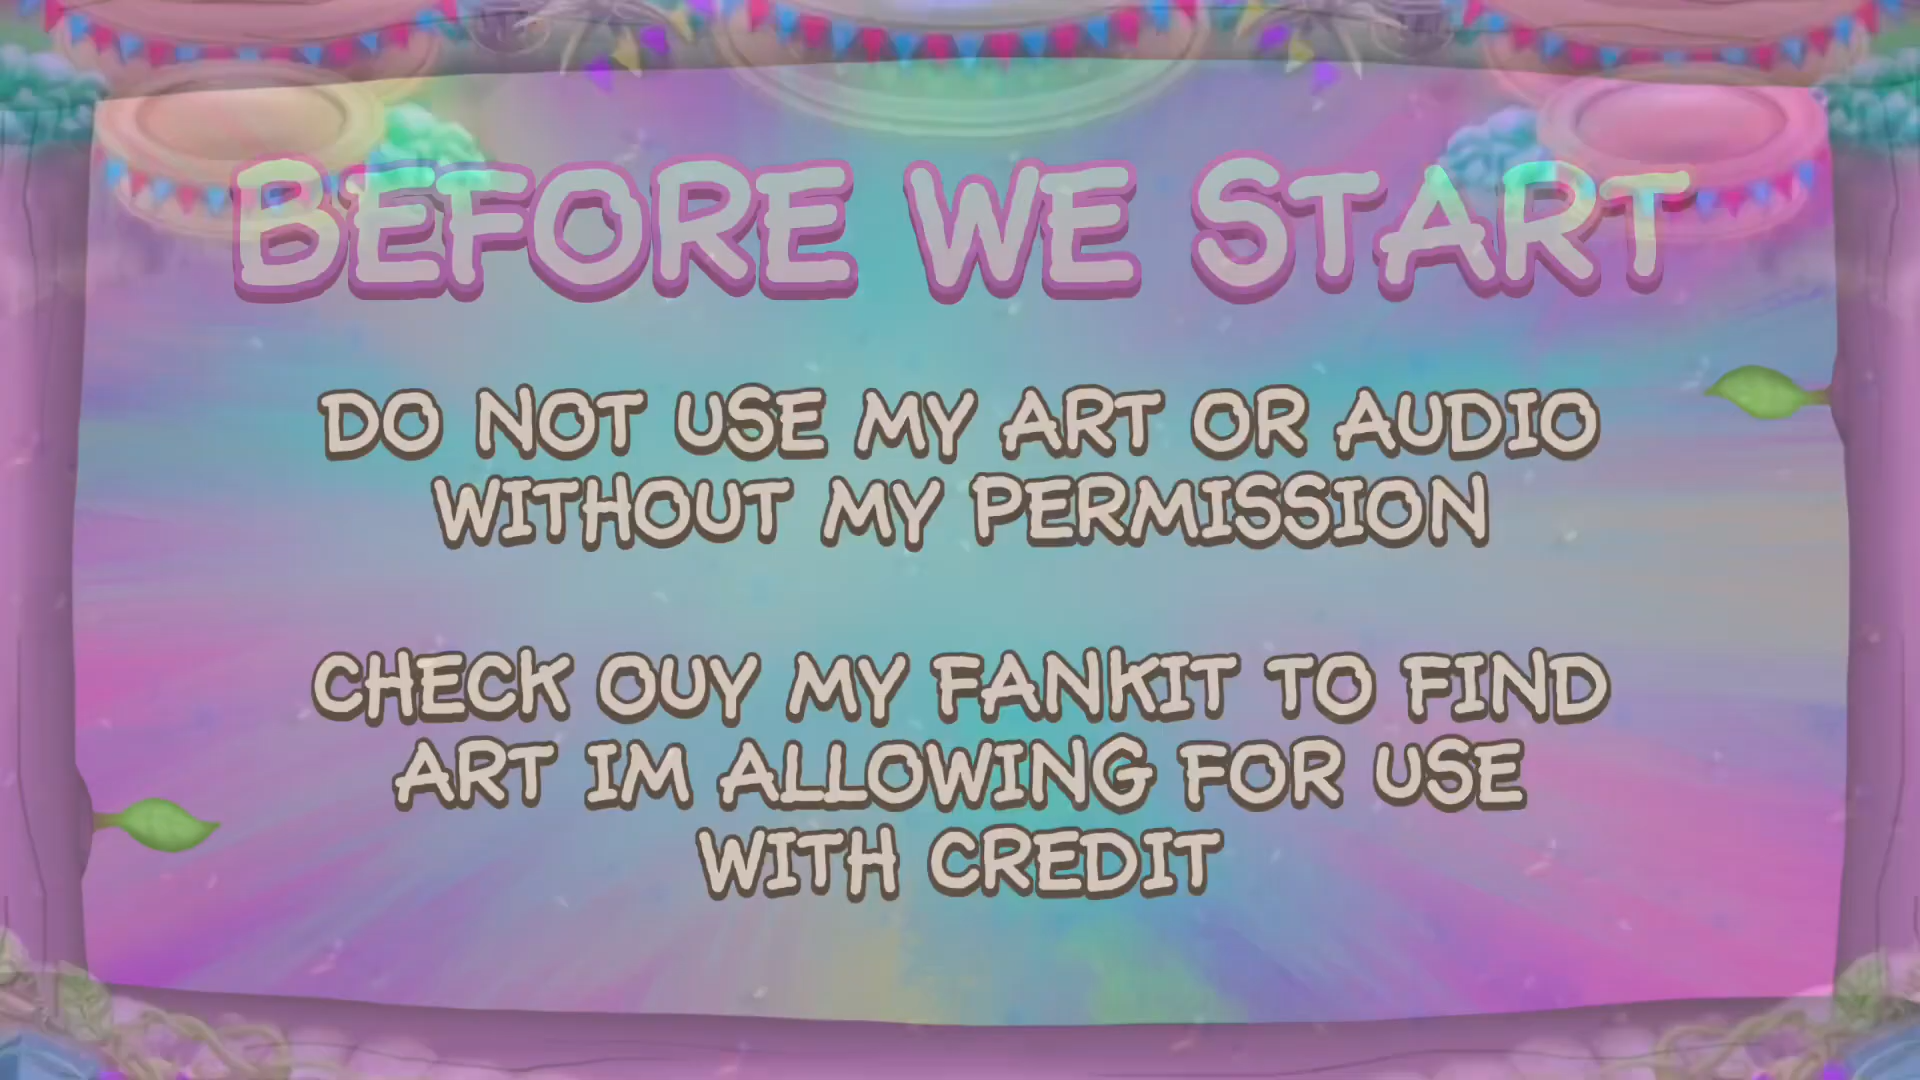 BEFORE WE START
DO NOT USE MY ART OR AUDIO
WITHOUT MY PERMISSION
CHECK OUY MY FANKIT TO FIND
ART IM ALLOWING FOR USE
WITH CREDIT